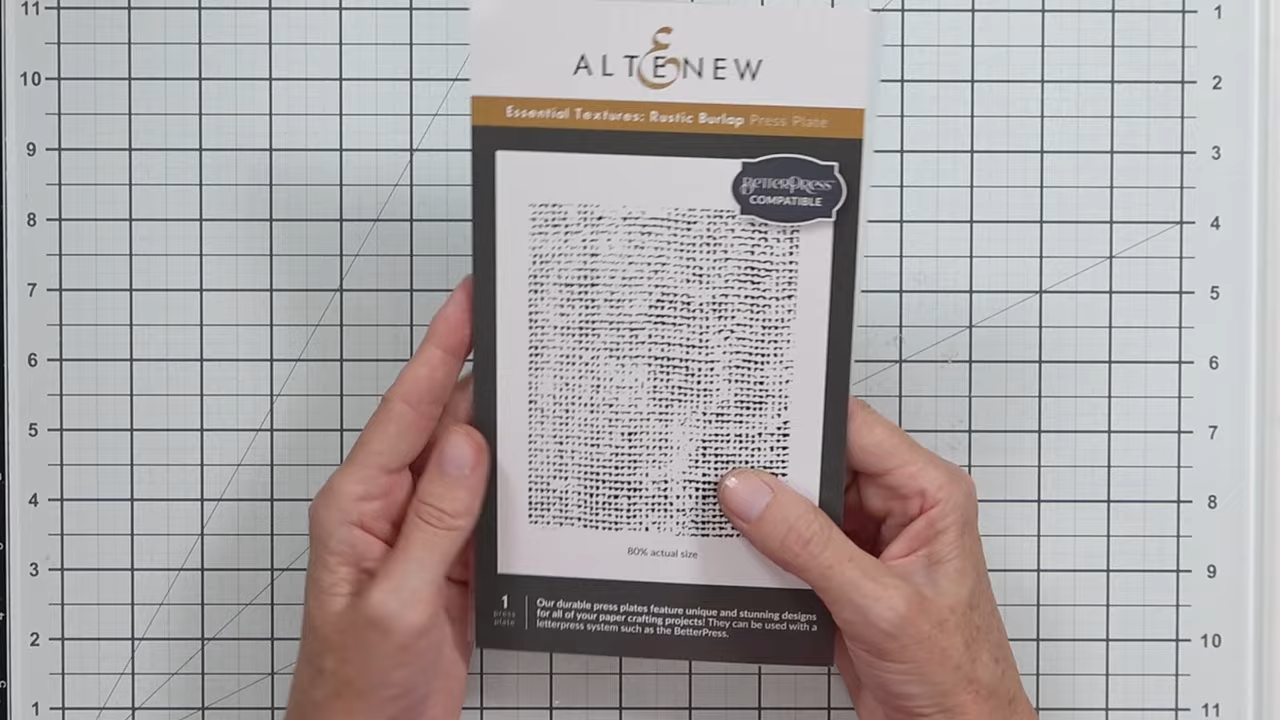 ALTENEW
Essential Textures: Rustic Burlap Press Plate
BETTERPRESS
COMPATIBLE
80% actual size
1
press
plate
Our durable press plates feature unique and stunning designs
for all of your paper crafting projects! They can be used with a
letterpress system such as the BetterPress.
11
10
9
8
7
6
5
4
3
2
1
1
2
3
4
5
6
7
8
9
10
11